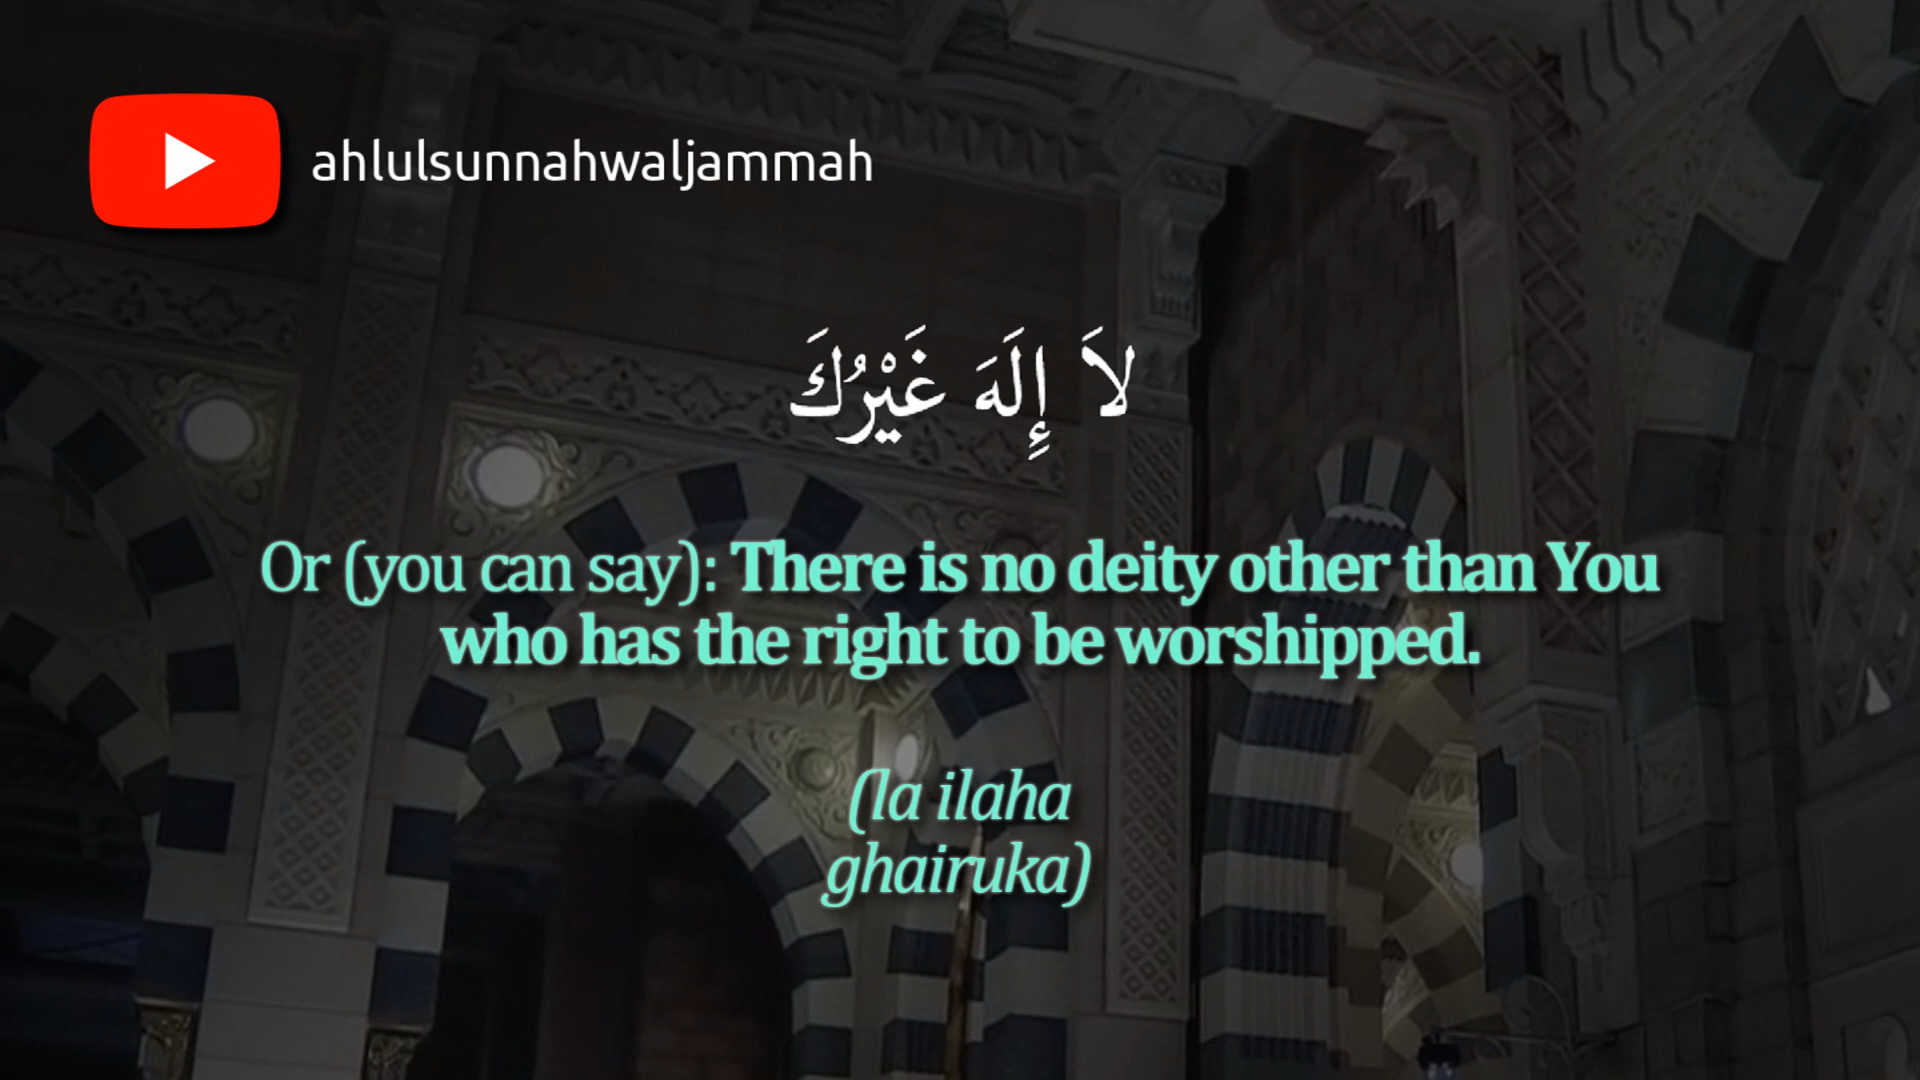 ahlulsunnahwaljammah
لاَ إِلَهَ غَيْرُكَ
Or (you can say): There is no deity other than You
who has the right to be worshipped.
(la ilaha
ghairuka)